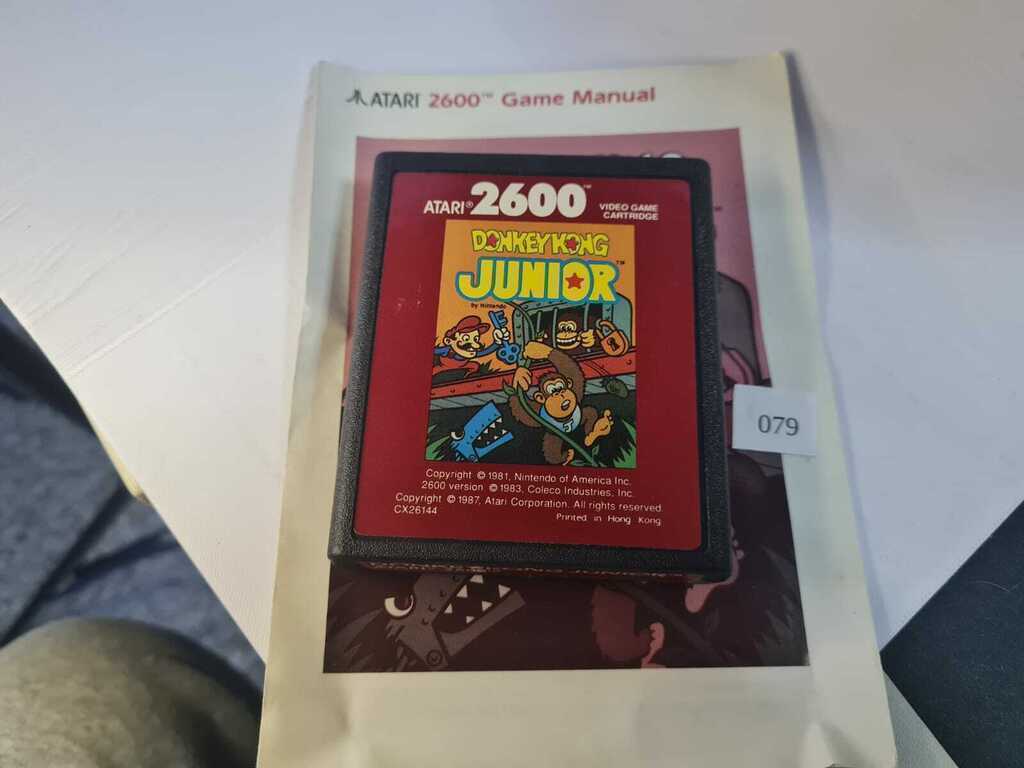 ATARI 2600™ Game Manual
ATARI® 2600™ VIDEO GAME
CARTRIDGE
DONKEY KONG
JUNIOR™
By Nintendo
J
079
Copyright © 1981, Nintendo of America Inc.
2600 version © 1983, Coleco Industries, Inc.
Copyright © 1987, Atari Corporation. All rights reserved
CX26144
Printed in Hong Kong